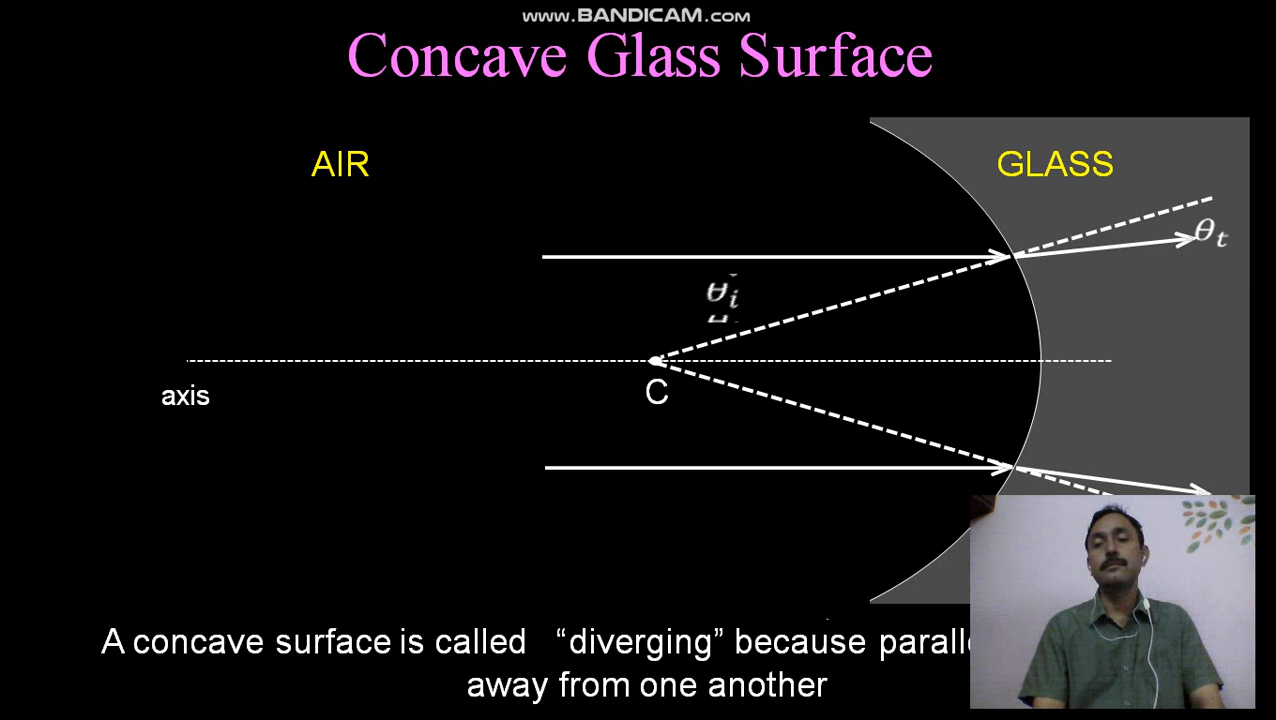 www.BANDICAM.com
Concave Glass Surface
AIR
GLASS
θt
θi
C
axis
A concave surface is called “diverging” because
away from one another